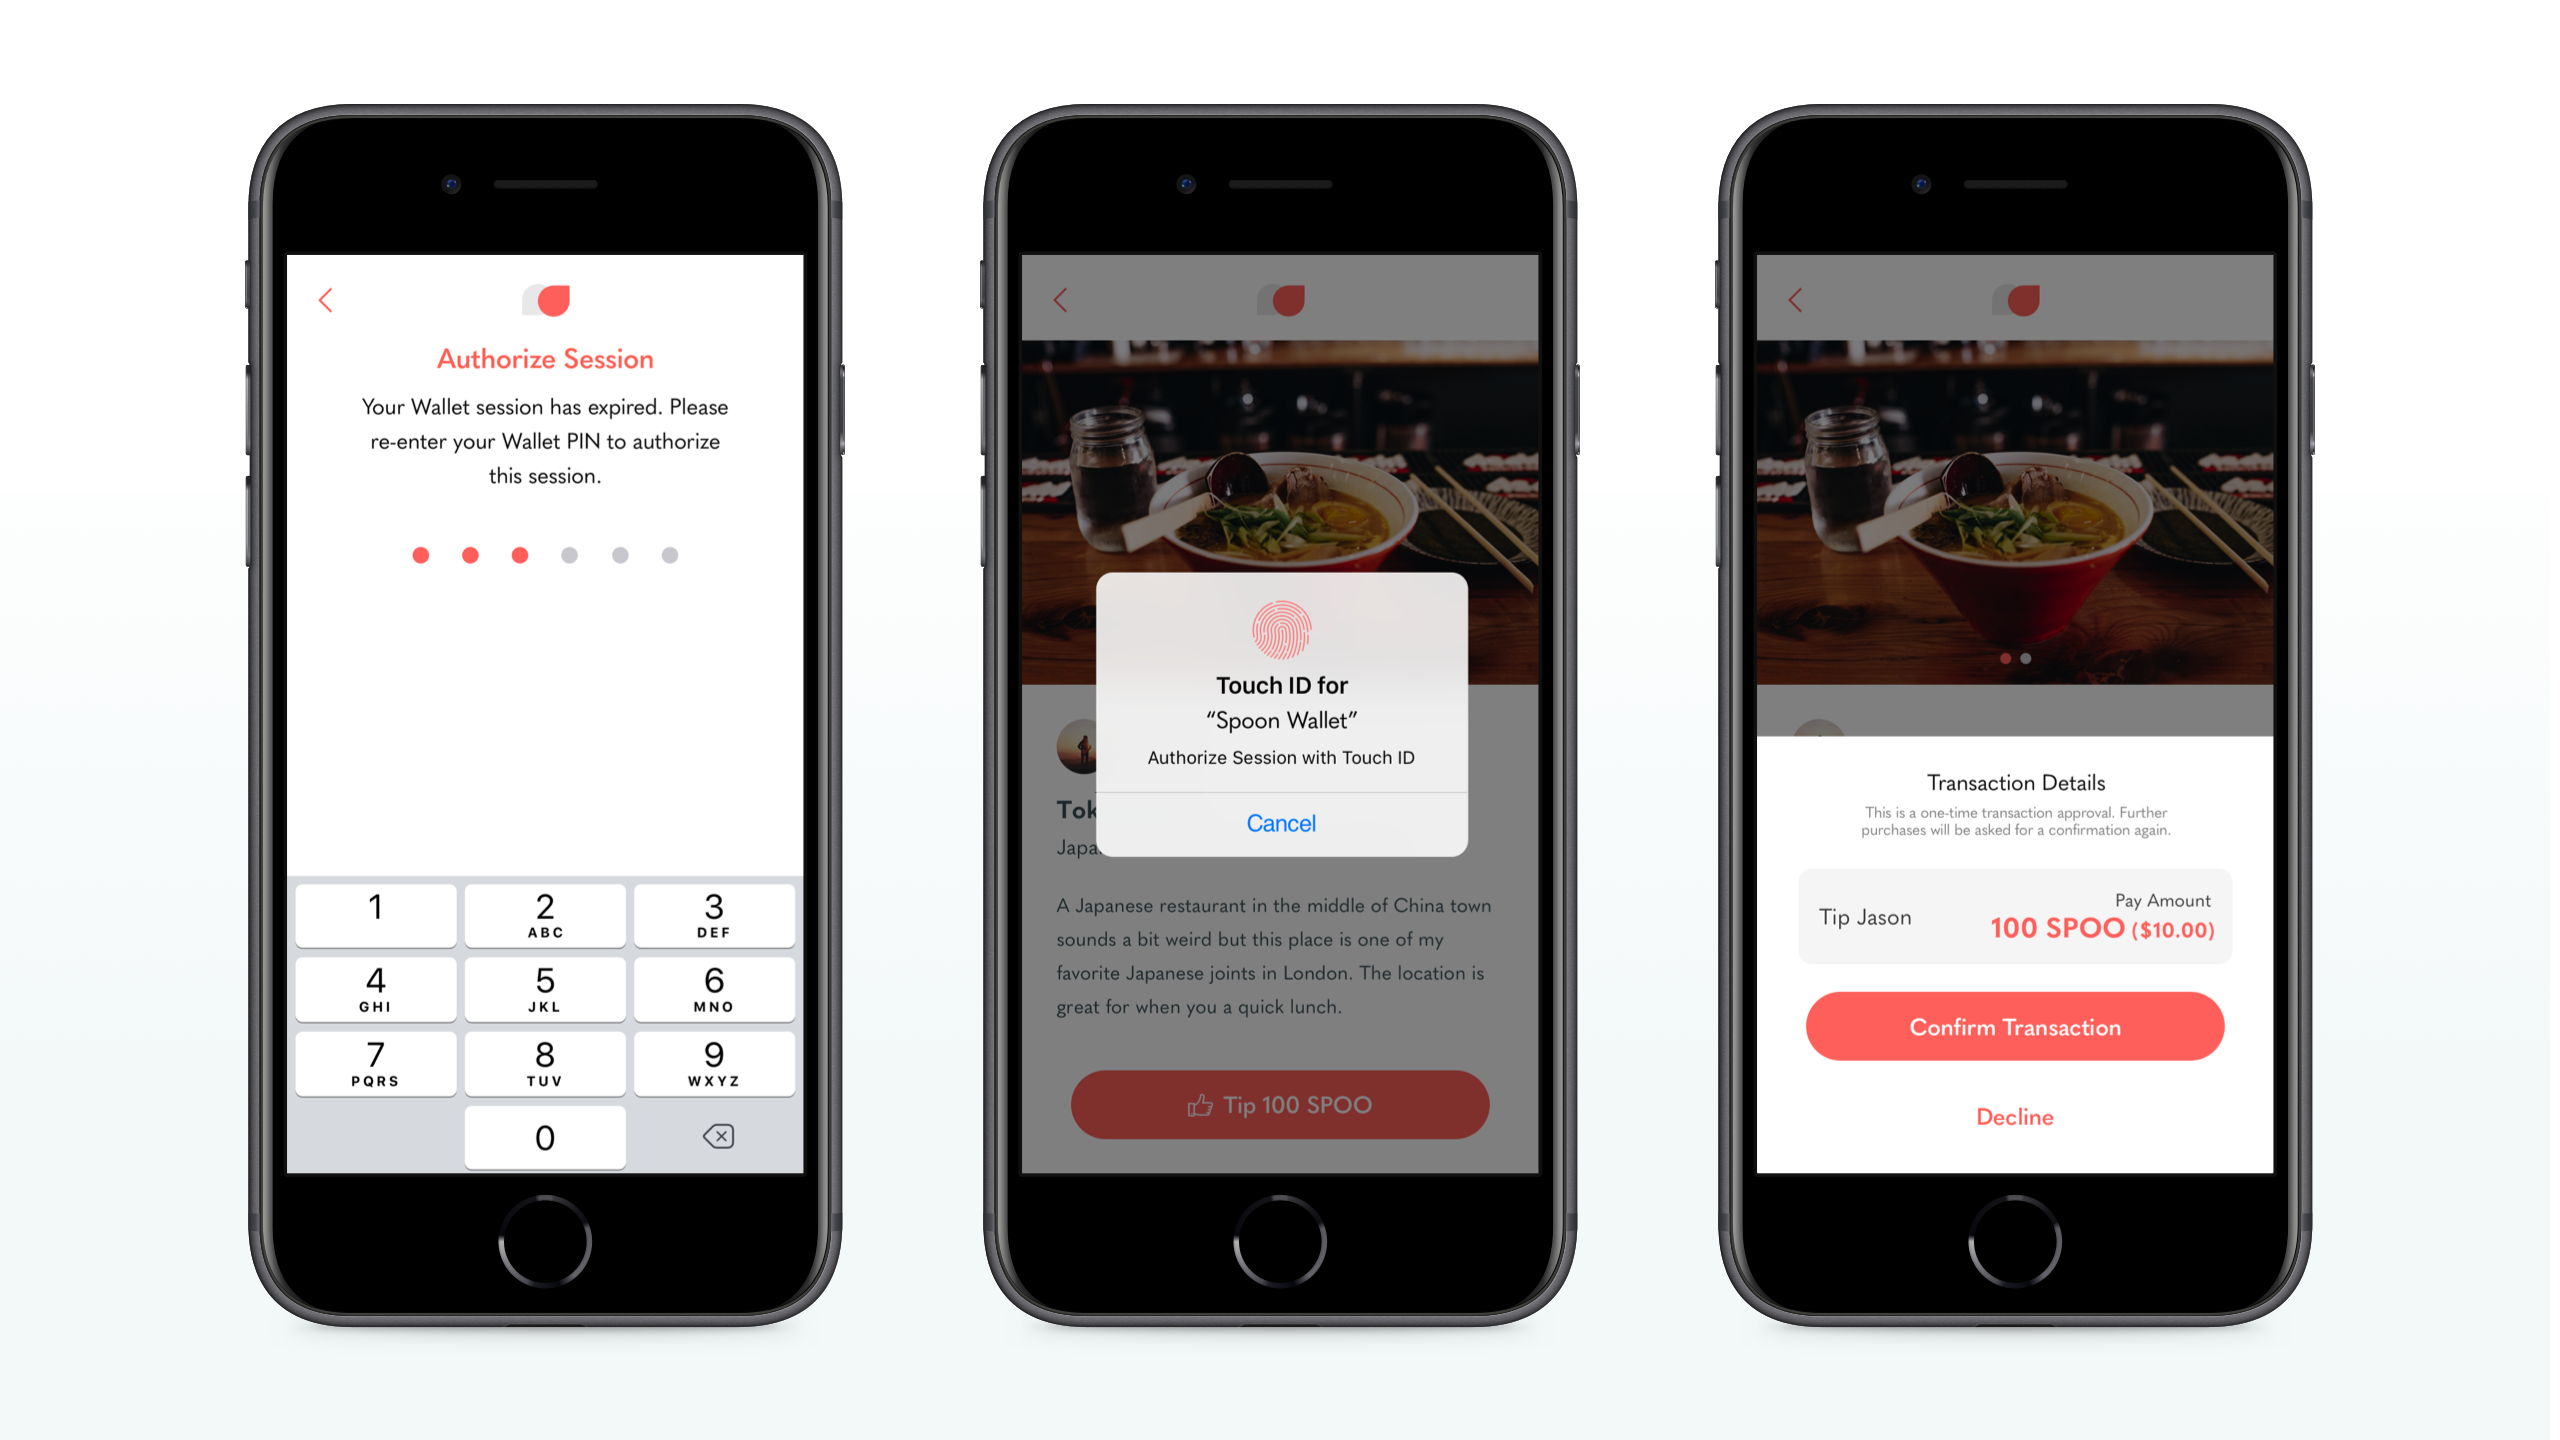 Authorize Session
Your Wallet session has expired. Please
re-enter your Wallet PIN to authorize
this session.
1
2
ABC
3
DEF
4
GHI
5
JKL
6
MNO
7
PQRS
8
TUV
9
WXYZ
0
Touch ID for
“Spoon Wallet”
Authorize Session with Touch ID
Cancel
Tok
Japa
A Japanese restaurant in the middle of China town
sounds a bit weird but this place is one of my
favorite Japanese joints in London. The location is
great for when you a quick lunch.
Tip 100 SPOO
Transaction Details
This is a one-time transaction approval. Further
purchases will be asked for a confirmation again.
Tip Jason
Pay Amount
100 SPOO ($10.00)
Confirm Transaction
Decline